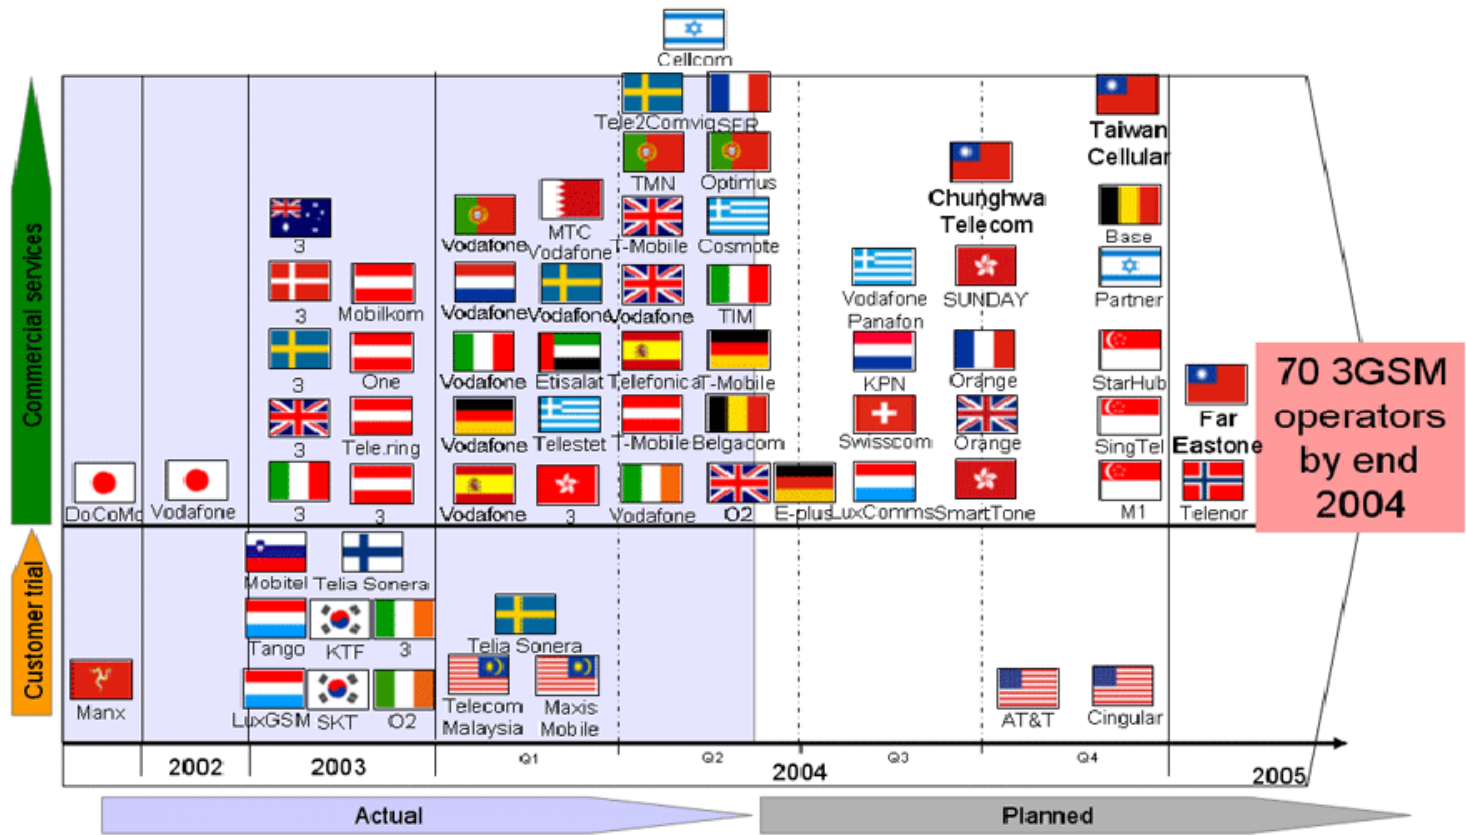 Cellcom
Tele2Comviq
SFR
Taiwan
Cellular
TMN
Optimus
Chunghwa
Telecom
3
Vodafone
MTC
Vodafone
T-Mobile
Cosmote
Base
3
Mobilkom
Vodafone
Vodafone
Vodafone
TIM
Vodafone
Panafon
SUNDAY
Partner
3
One
Vodafone
Etisalat
Telefonica
T-Mobile
KPN
Orange
StarHub
3
Tele.ring
Vodafone
Telestet
T-Mobile
Belgacom
Swisscom
Orange
SingTel
Far
Eastone
DoCoMo
Vodafone
3
3
Vodafone
3
Vodafone
O2
E-plus
LuxComms
SmartTone
M1
Telenor
70 3GSM
operators
by end
2004
Commercial services
Customer trial
Mobitel
Telia Sonera
Tango
KTF
3
Telia Sonera
Manx
LuxGSM
SKT
O2
Telecom
Malaysia
Maxis
Mobile
AT&T
Cingular
2002
2003
Q1
Q2
2004
Q3
Q4
2005
Actual
Planned